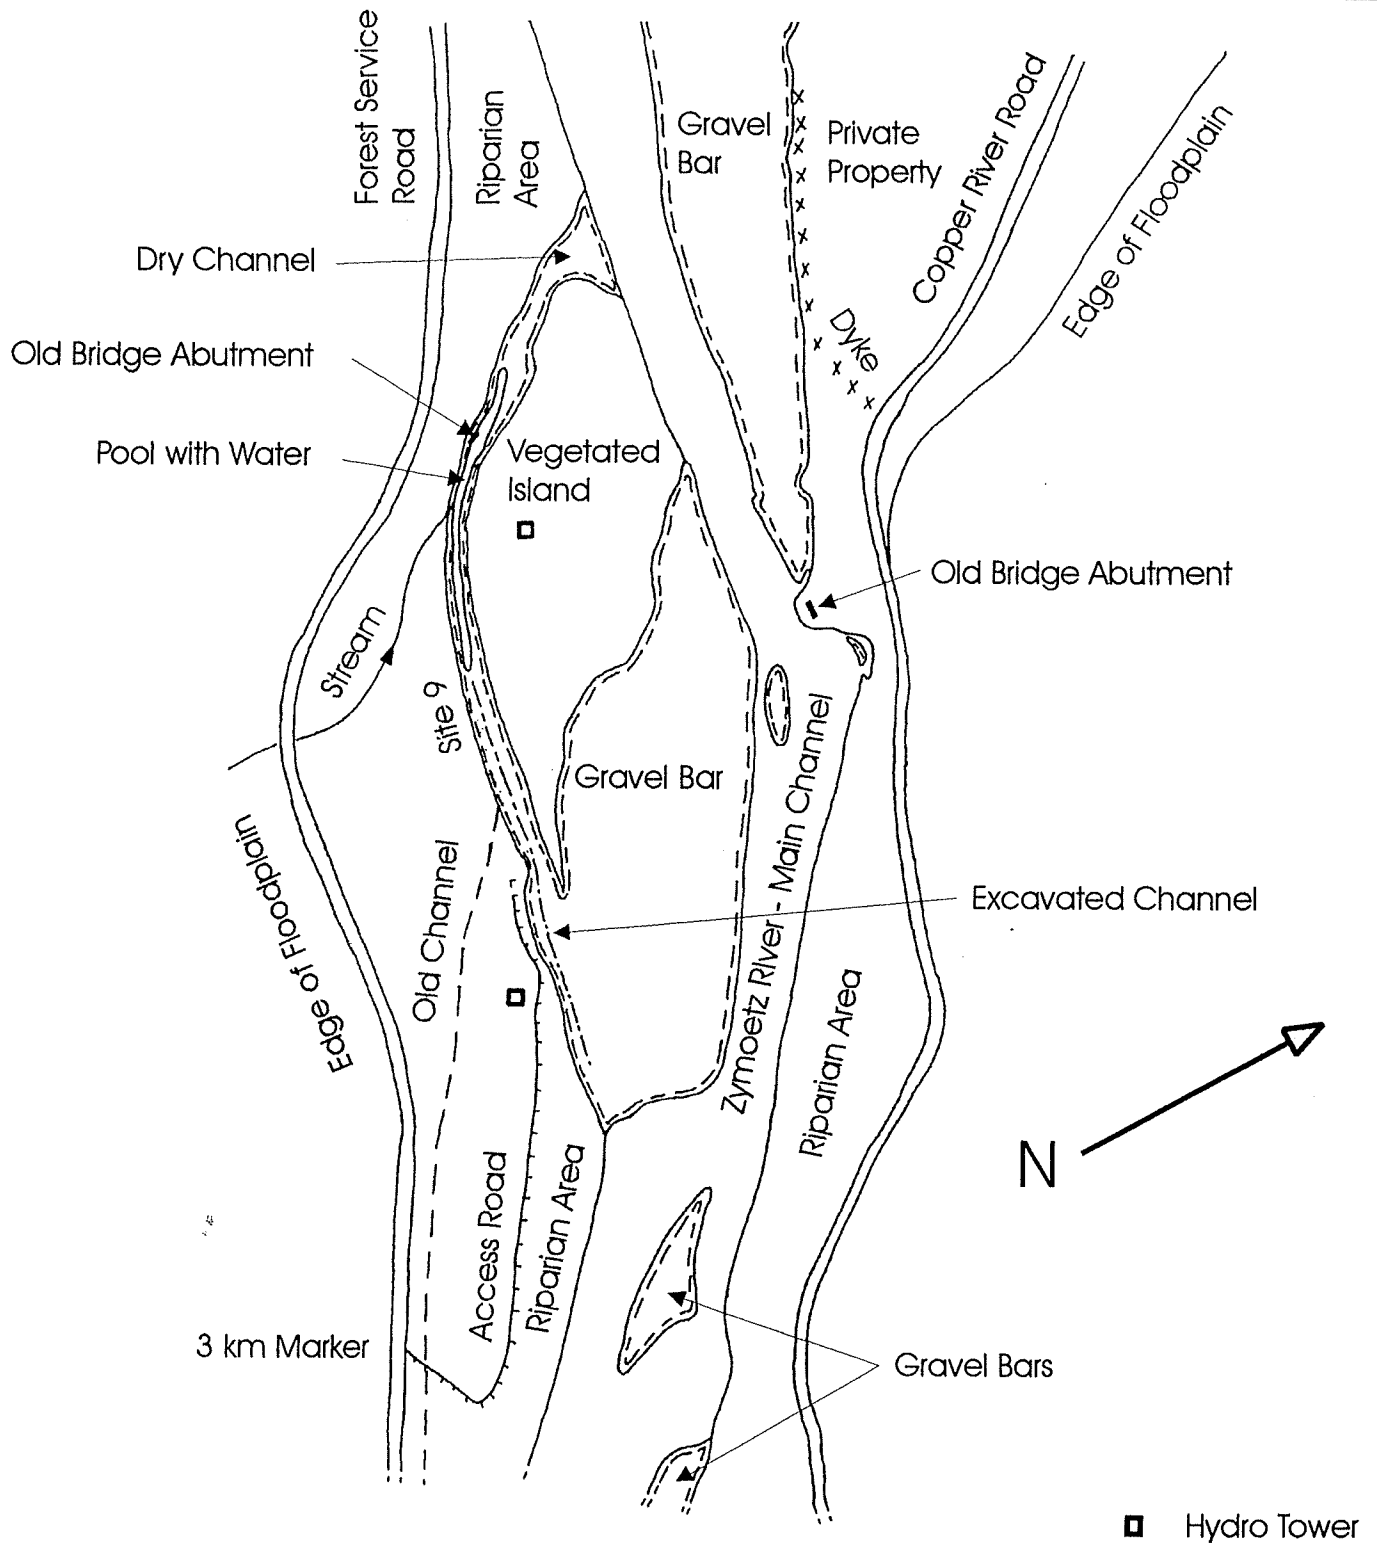 Forest Service
Road
Riparian
Area
Gravel
Bar
Private
Property
Copper River Road
Edge of Floodplain
Dry Channel
Dyke
Old Bridge Abutment
Pool with Water
Vegetated
Island
Old Bridge Abutment
Stream
Site 9
Gravel Bar
Zymoetz River - Main Channel
Edge of Floodplain
Old Channel
Excavated Channel
Riparian Area
N
Access Road
Riparian Area
3 km Marker
Gravel Bars
Hydro Tower